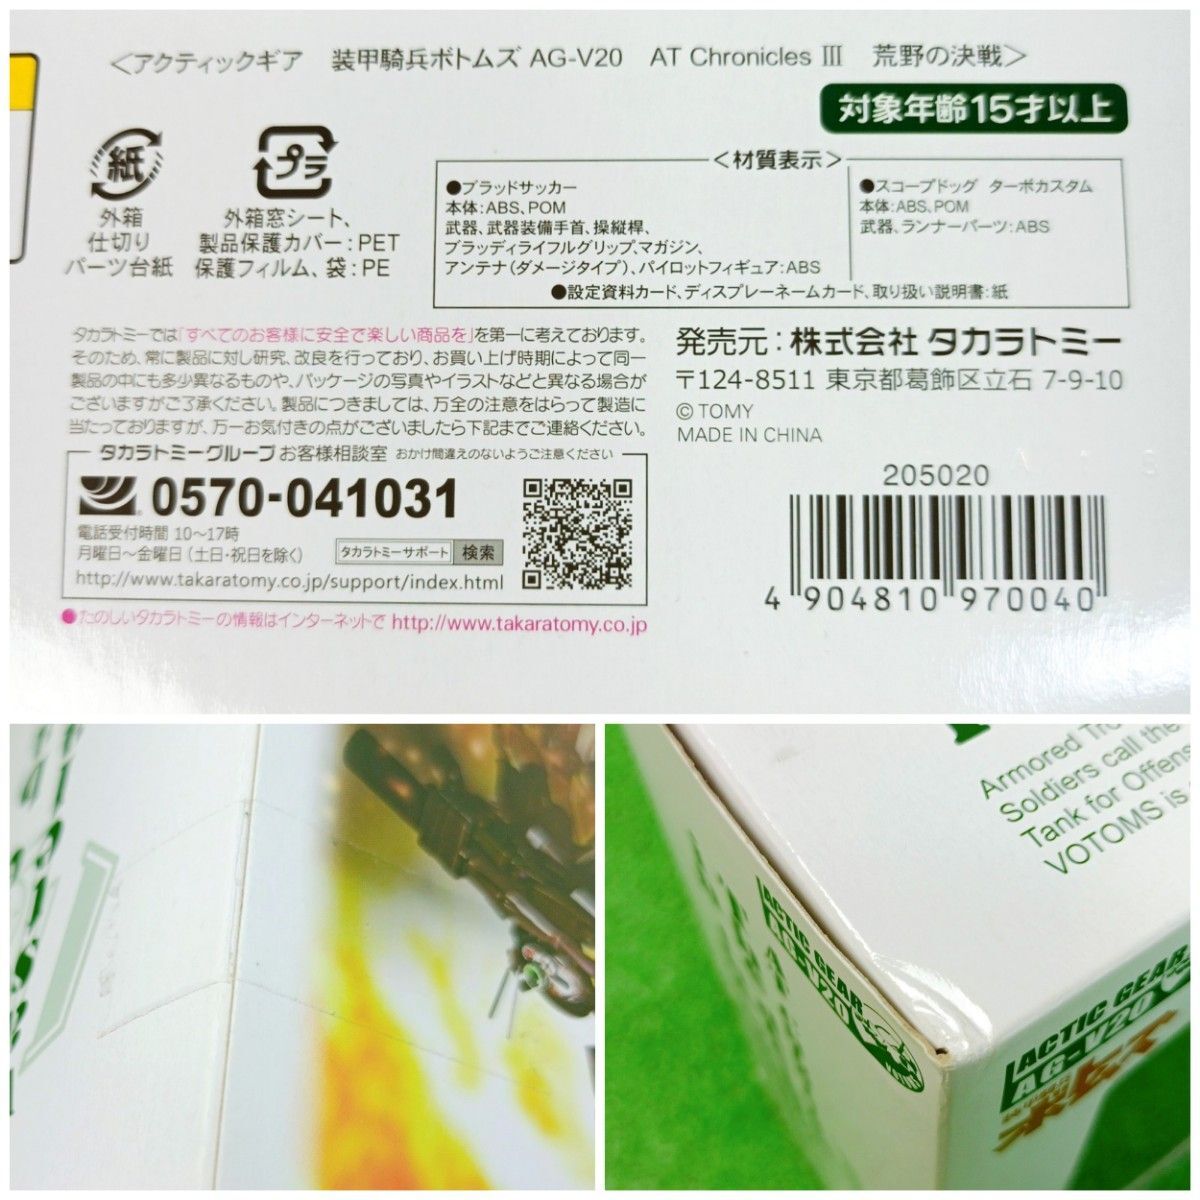 ＜アクティックギア　装甲騎兵ボトムズ AG-V20　AT Chronicles Ⅲ　荒野の決戦＞
対象年齢15才以上
紙
外箱
仕切り
パーツ台紙
プラ
外箱窓シート、
製品保護カバー：PET
保護フィルム、袋：PE
＜材質表示＞
●ブラッドサッカー
本体：ABS、POM
武器、武器装備手首、操縦桿、
ブラッディライフルグリップ、マガジン、
アンテナ（ダメージタイプ）、パイロットフィギュア：ABS
●スコープドッグ　ターボカスタム
本体：ABS、POM
武器、ランナーパーツ：ABS
●設定資料カード、ディスプレーネームカード、取り扱い説明書：紙
タカラトミーでは「すべてのお客様に安全で楽しい商品を」を第一に考えております。
そのため、常に製品に対し研究、改良を行っており、お買い上げ時期によって同一
製品の中にも多少異なるものや、パッケージの写真やイラストなどと異なる場合が
ございますがご了承ください。製品につきましては、万全の注意をはらって製造に
当たっておりますが、万一お気付きの点がございましたら下記までご連絡ください。
タカラトミーグループ お客様相談室 おかけ間違えのないようご注意ください
0570-041031
電話受付時間 10～17時
月曜日～金曜日（土日・祝日を除く）
タカラトミーサポート 検索
http://www.takaratomy.co.jp/support/index.html
●たのしいタカラトミーの情報はインターネットで http://www.takaratomy.co.jp
発売元：株式会社 タカラトミー
〒124-8511 東京都葛飾区立石 7-9-10
© TOMY
MADE IN CHINA
205020
4 904810 970040
Armored Tro
Soldiers call the
Tank for Offens
VOTOMS is
ACTIC GEAR
AG-V20
ACTIC GEAR
AG-V20
ボトムズ